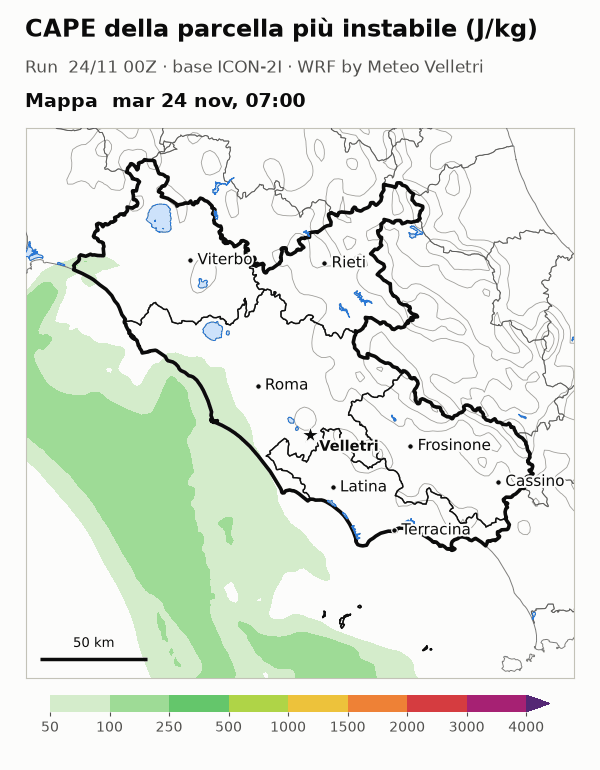 CAPE della parcella più instabile (J/kg)
Run  24/11 00Z · base ICON-2I · WRF by Meteo Velletri
Mappa  mar 24 nov, 07:00
Viterbo
Rieti
Roma
Velletri
Frosinone
Cassino
Latina
Terracina
50 km
50 100 250 500 1000 1500 2000 3000 4000